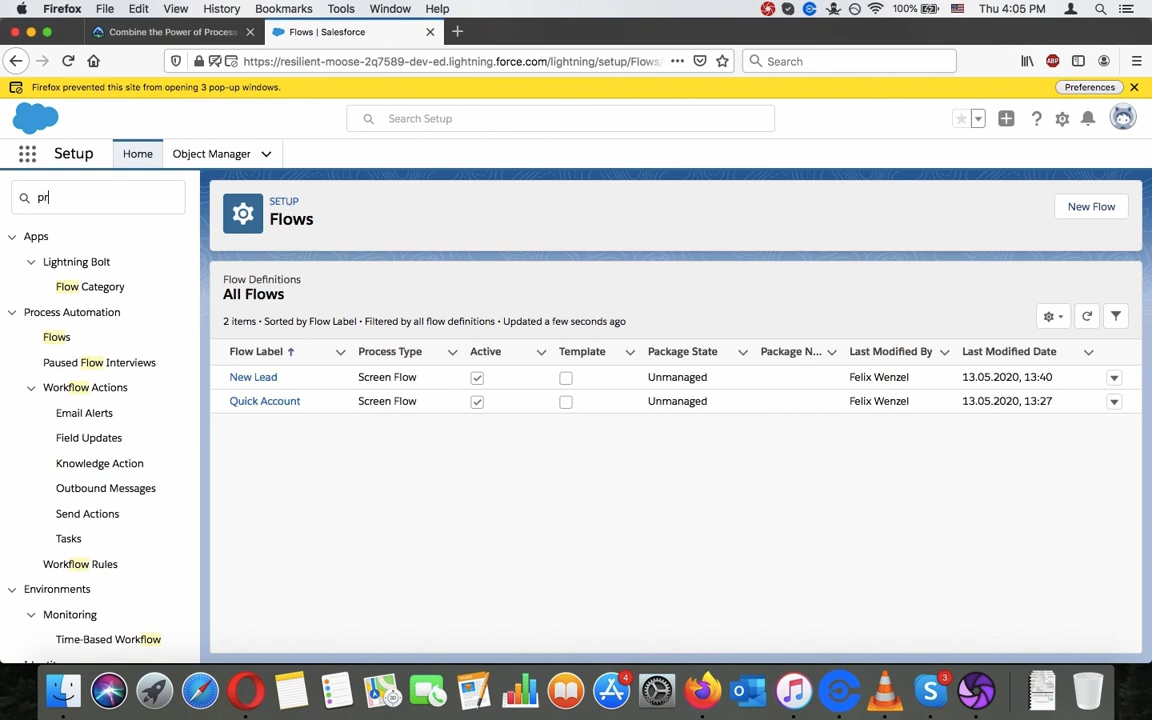 Firefox File Edit View History Bookmarks Tools Window Help 100% Thu 4:05 PM
Combine the Power of Process
Flows | Salesforce
https://resilient-moose-2q7589-dev-ed.lightning.force.com/lightning/setup/Flows/
Search
Firefox prevented this site from opening 3 pop-up windows.
Preferences
Search Setup
Setup
Home
Object Manager
pr
Apps
Lightning Bolt
Flow Category
Process Automation
Flows
Paused Flow Interviews
Workflow Actions
Email Alerts
Field Updates
Knowledge Action
Outbound Messages
Send Actions
Tasks
Workflow Rules
Environments
Monitoring
Time-Based Workflow
SETUP
Flows
New Flow
Flow Definitions
All Flows
2 items • Sorted by Flow Label • Filtered by all flow definitions • Updated a few seconds ago
Flow Label Process Type Active Template Package State Package N... Last Modified By Last Modified Date
New Lead Screen Flow Unmanaged Felix Wenzel 13.05.2020, 13:40
Quick Account Screen Flow Unmanaged Felix Wenzel 13.05.2020, 13:27
4
3